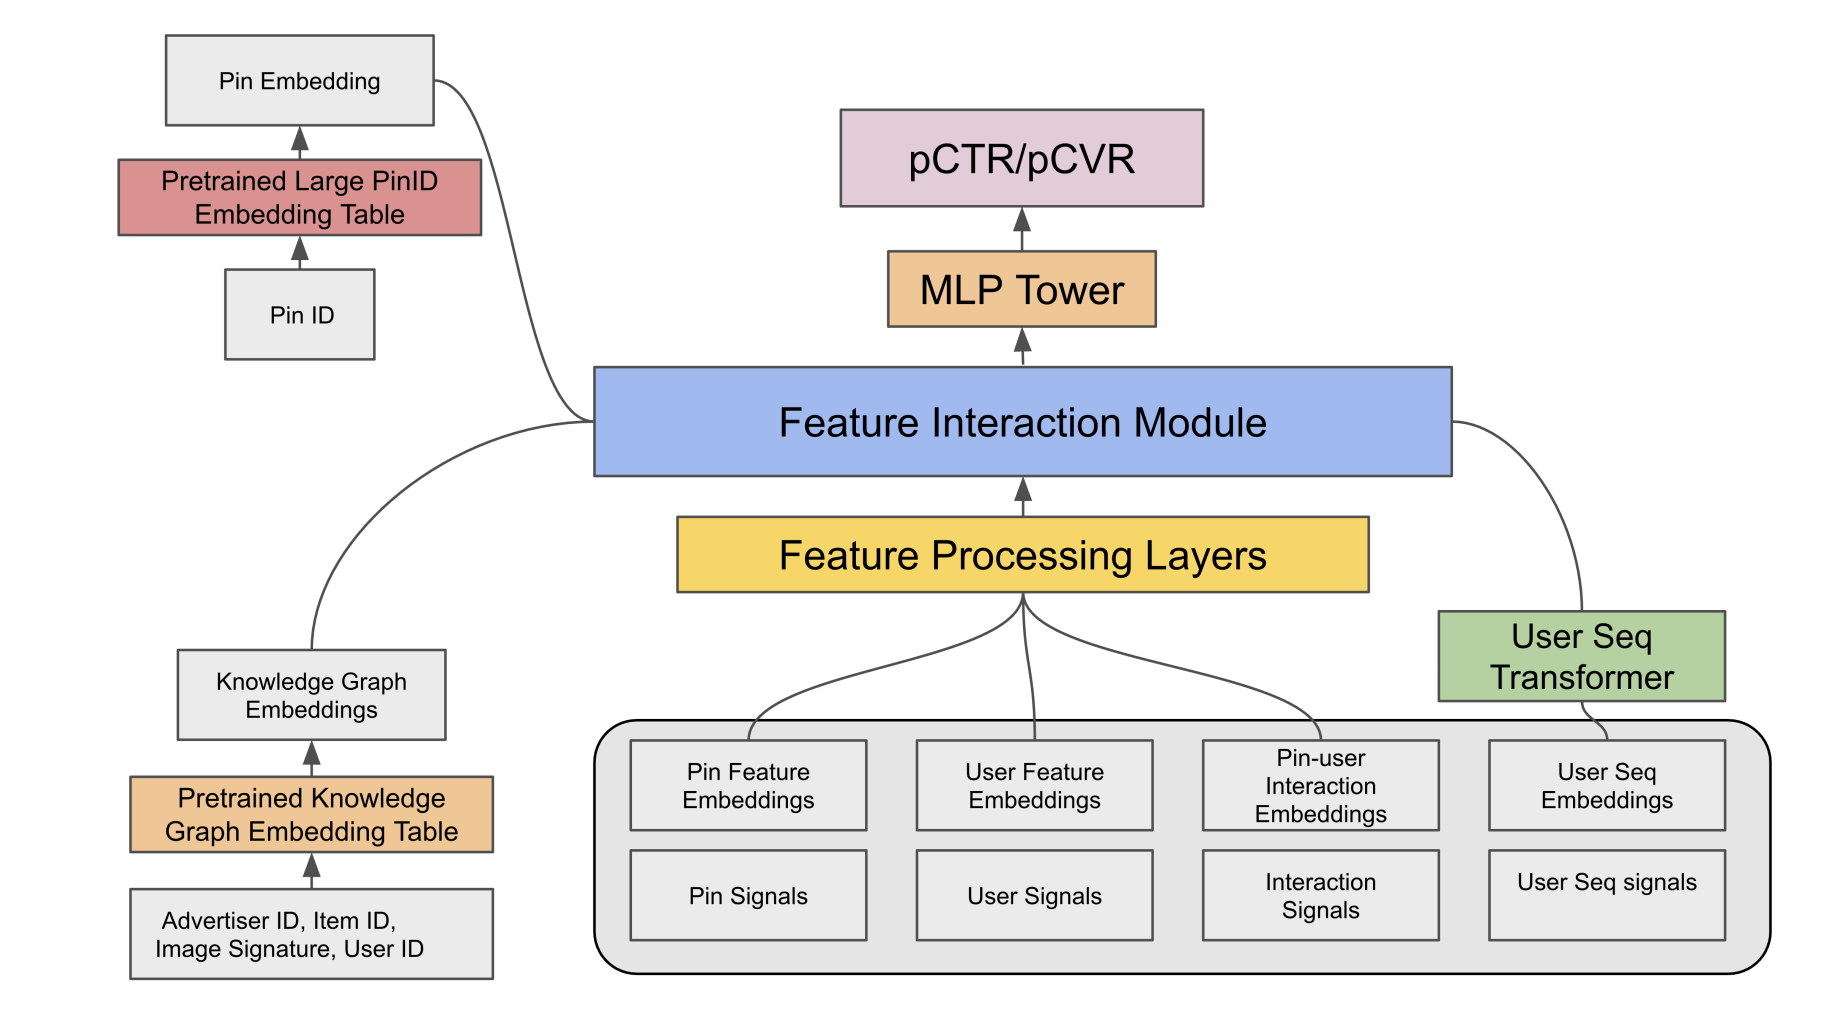 Pin Embedding
Pretrained Large PinID
Embedding Table
Pin ID
pCTR/pCVR
MLP Tower
Feature Interaction Module
Feature Processing Layers
User Seq
Transformer
Knowledge Graph
Embeddings
Pretrained Knowledge
Graph Embedding Table
Advertiser ID, Item ID,
Image Signature, User ID
Pin Feature
Embeddings
User Feature
Embeddings
Pin-user
Interaction
Embeddings
User Seq
Embeddings
Pin Signals
User Signals
Interaction
Signals
User Seq signals